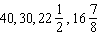 40, 30, 22 1/2, 16 7/8